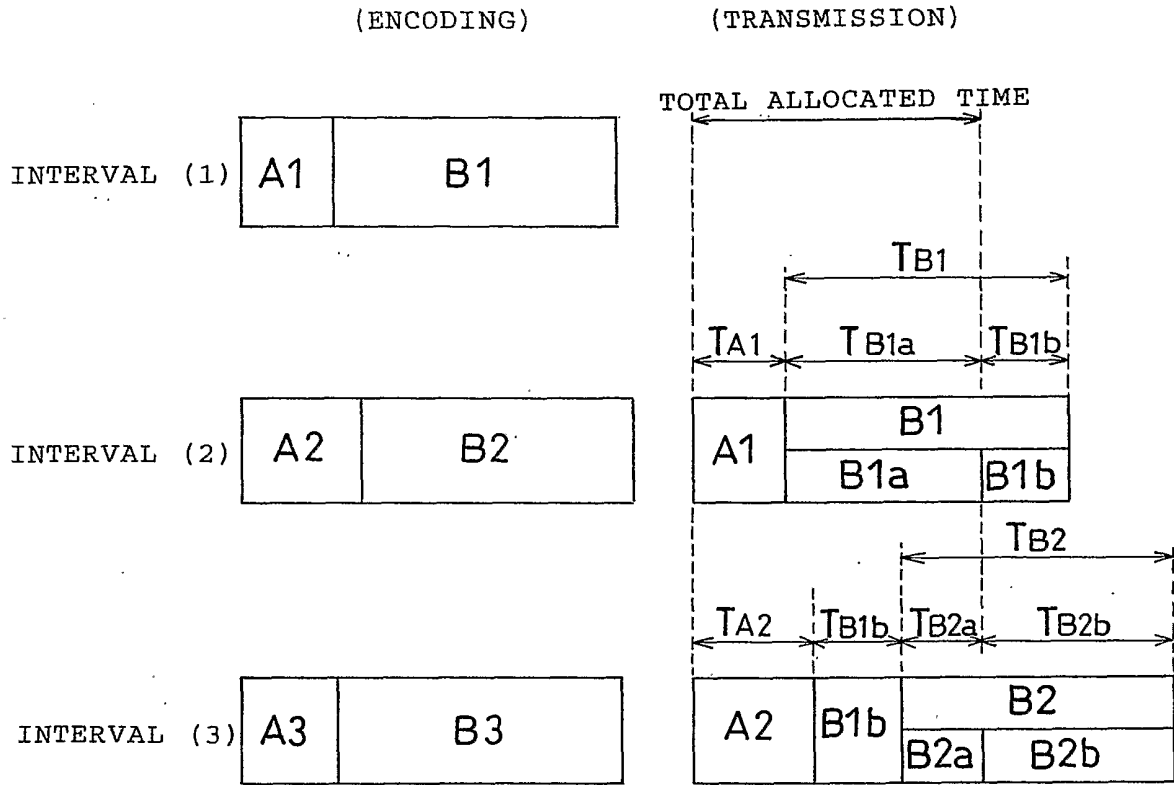 (ENCODING) (TRANSMISSION)
TOTAL ALLOCATED TIME
INTERVAL (1) A1 B1
TB1
TA1 TB1a TB1b
INTERVAL (2) A2 B2 A1 B1
B1a B1b
TB2
TA2 TB1b TB2a TB2b
INTERVAL (3) A3 B3 A2 B1b B2
B2a B2b